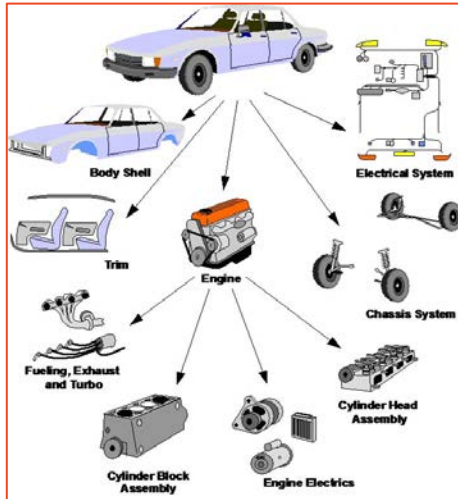 Body Shell
Electrical System
Trim
Engine
Chassis System
Fueling, Exhaust
and Turbo
Cylinder Head
Assembly
Cylinder Block
Assembly
Engine Electrics